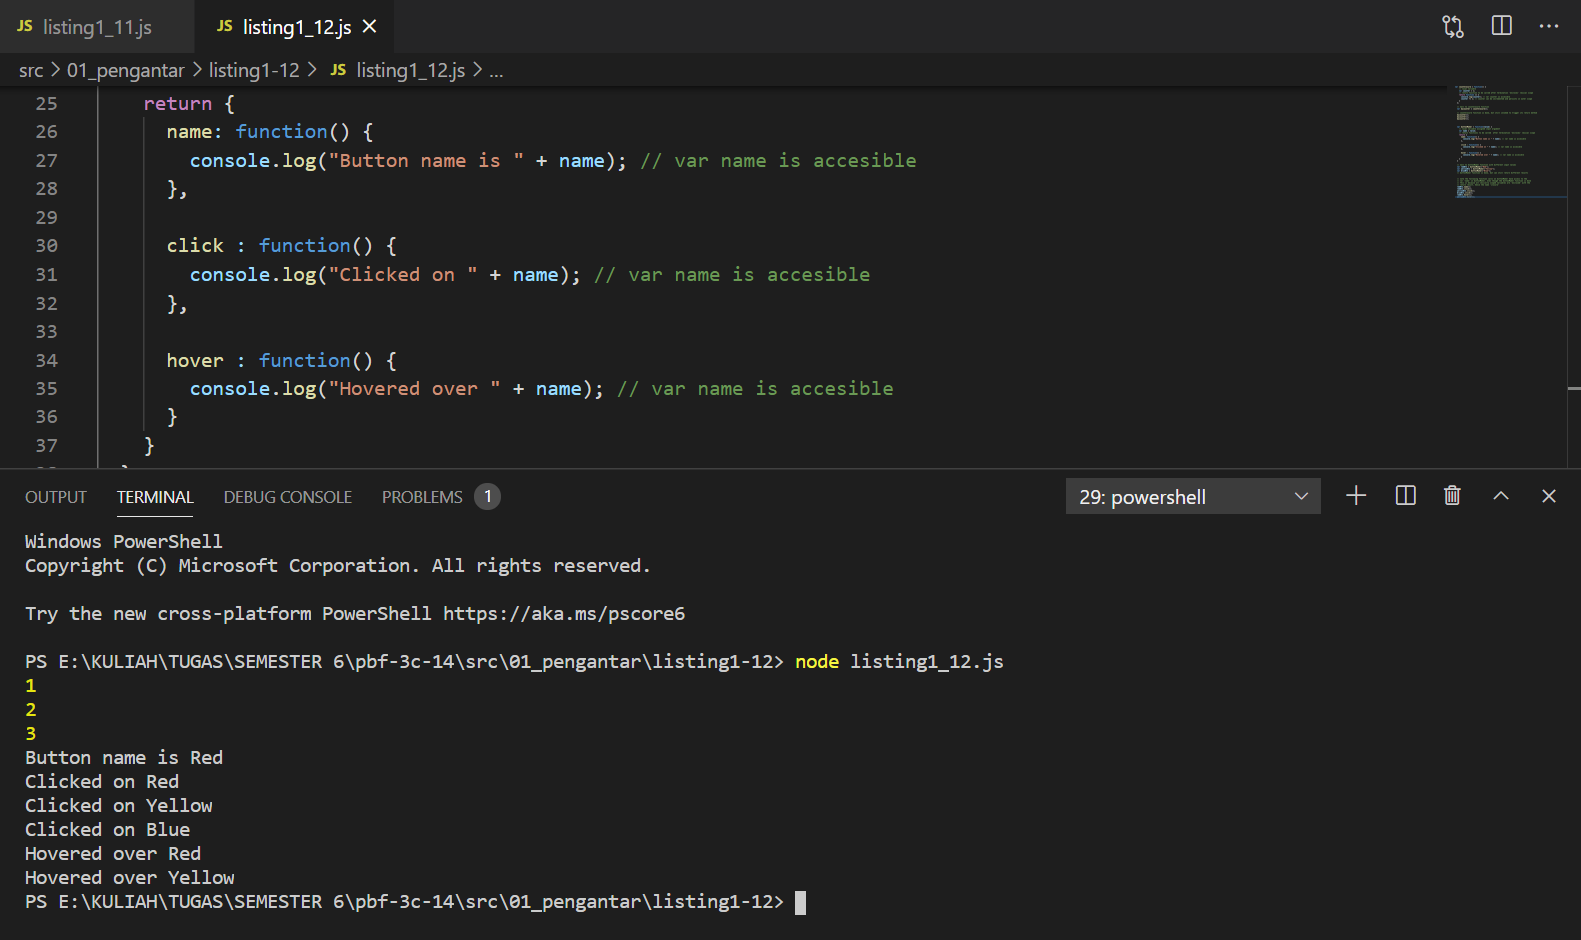 JS listing1_11.js
JS listing1_12.js
src > 01_pengantar > listing1-12 > JS listing1_12.js > ...
25 return {
26 name: function() {
27 console.log("Button name is " + name); // var name is accesible
28 },
29
30 click : function() {
31 console.log("Clicked on " + name); // var name is accesible
32 },
33
34 hover : function() {
35 console.log("Hovered over " + name); // var name is accesible
36 }
37 }
OUTPUT TERMINAL DEBUG CONSOLE PROBLEMS 1 29: powershell
Windows PowerShell
Copyright (C) Microsoft Corporation. All rights reserved.
Try the new cross-platform PowerShell https://aka.ms/pscore6
PS E:\KULIAH\TUGAS\SEMESTER 6\pbf-3c-14\src\01_pengantar\listing1-12> node listing1_12.js
1
2
3
Button name is Red
Clicked on Red
Clicked on Yellow
Clicked on Blue
Hovered over Red
Hovered over Yellow
PS E:\KULIAH\TUGAS\SEMESTER 6\pbf-3c-14\src\01_pengantar\listing1-12>